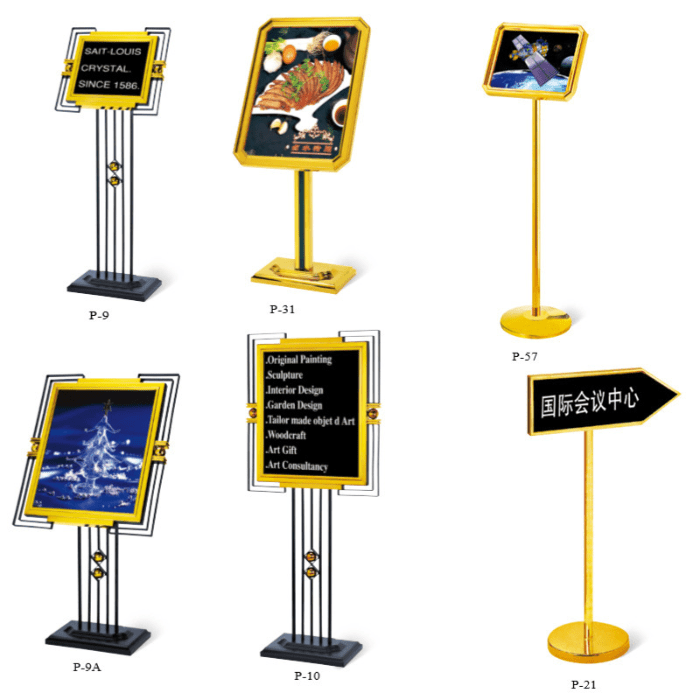 SAIT-LOUIS
CRYSTAL.
SINCE 1586.
P-9
P-31
P-57
P-9A
.Original Painting
.Sculpture
.Interior Design
.Garden Design
.Tailor made objet d Art
.Woodcraft
.Art Gift
.Art Consultancy
P-10
国际会议中心
P-21